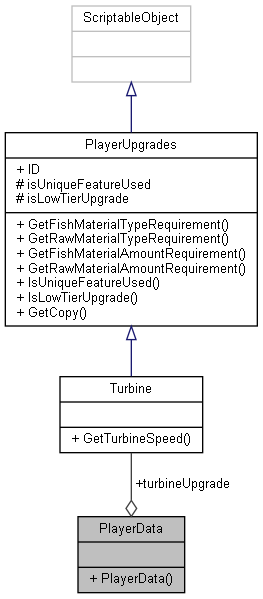 ScriptableObject
PlayerUpgrades
+ ID
# isUniqueFeatureUsed
# isLowTierUpgrade
+ GetFishMaterialTypeRequirement()
+ GetRawMaterialTypeRequirement()
+ GetFishMaterialAmountRequirement()
+ GetRawMaterialAmountRequirement()
+ IsUniqueFeatureUsed()
+ IsLowTierUpgrade()
+ GetCopy()
Turbine
+ GetTurbineSpeed()
+turbineUpgrade
PlayerData
+ PlayerData()